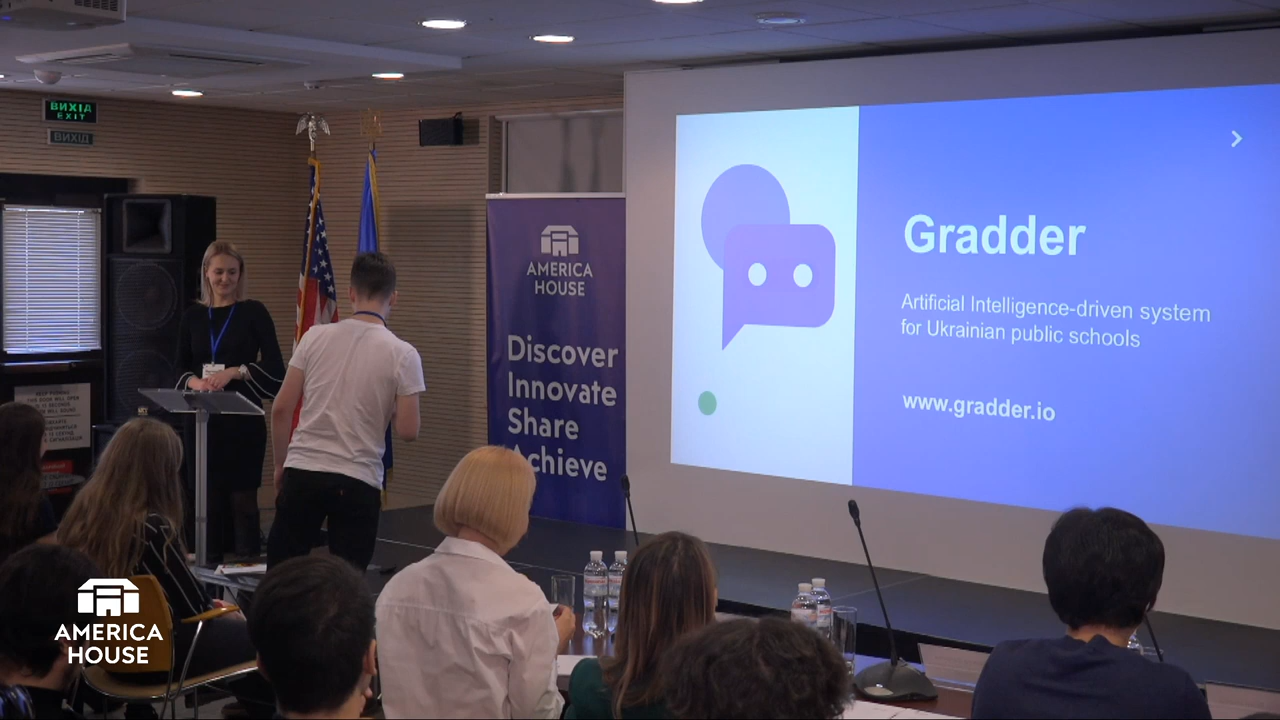 ВИХІД
EXIT
ВИХІД
AMERICA
HOUSE
Discover
Innovate
Share
Achieve
Gradder
Artificial Intelligence-driven system
for Ukrainian public schools
www.gradder.io
AMERICA
HOUSE